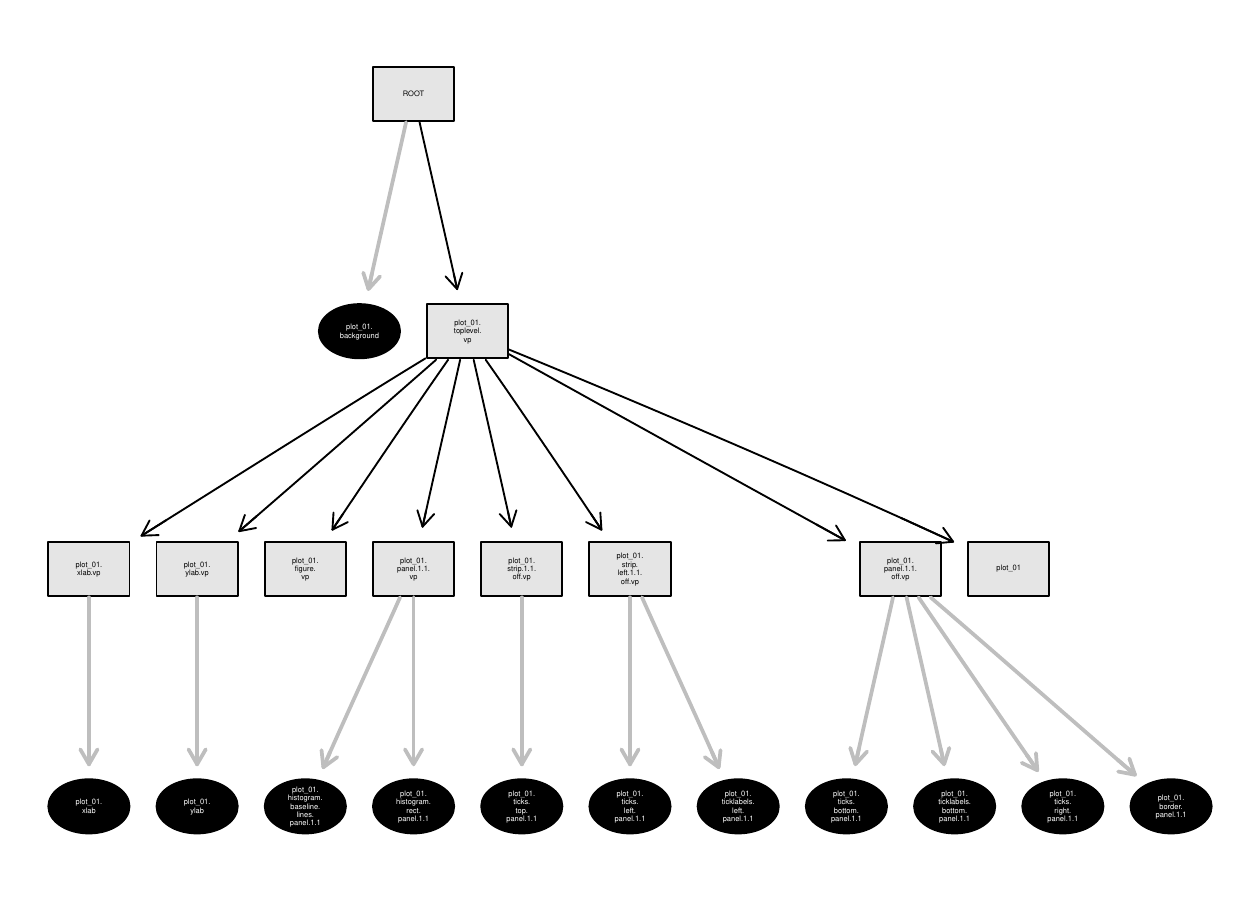 ROOT
plot_01.
background
plot_01.
toplevel.
vp
plot_01.
xlab.vp
plot_01.
ylab.vp
plot_01.
figure.
vp
plot_01.
panel.1.1.
vp
plot_01.
strip.1.1.
off.vp
plot_01.
strip.
left.1.1.
off.vp
plot_01.
panel.1.1.
off.vp
plot_01
plot_01.
xlab
plot_01.
ylab
plot_01.
histogram.
baseline.
lines.
panel.1.1
plot_01.
histogram.
rect.
panel.1.1
plot_01.
ticks.
top.
panel.1.1
plot_01.
ticks.
left.
panel.1.1
plot_01.
ticklabels.
left.
panel.1.1
plot_01.
ticks.
bottom.
panel.1.1
plot_01.
ticklabels.
bottom.
panel.1.1
plot_01.
ticks.
right.
panel.1.1
plot_01.
border.
panel.1.1